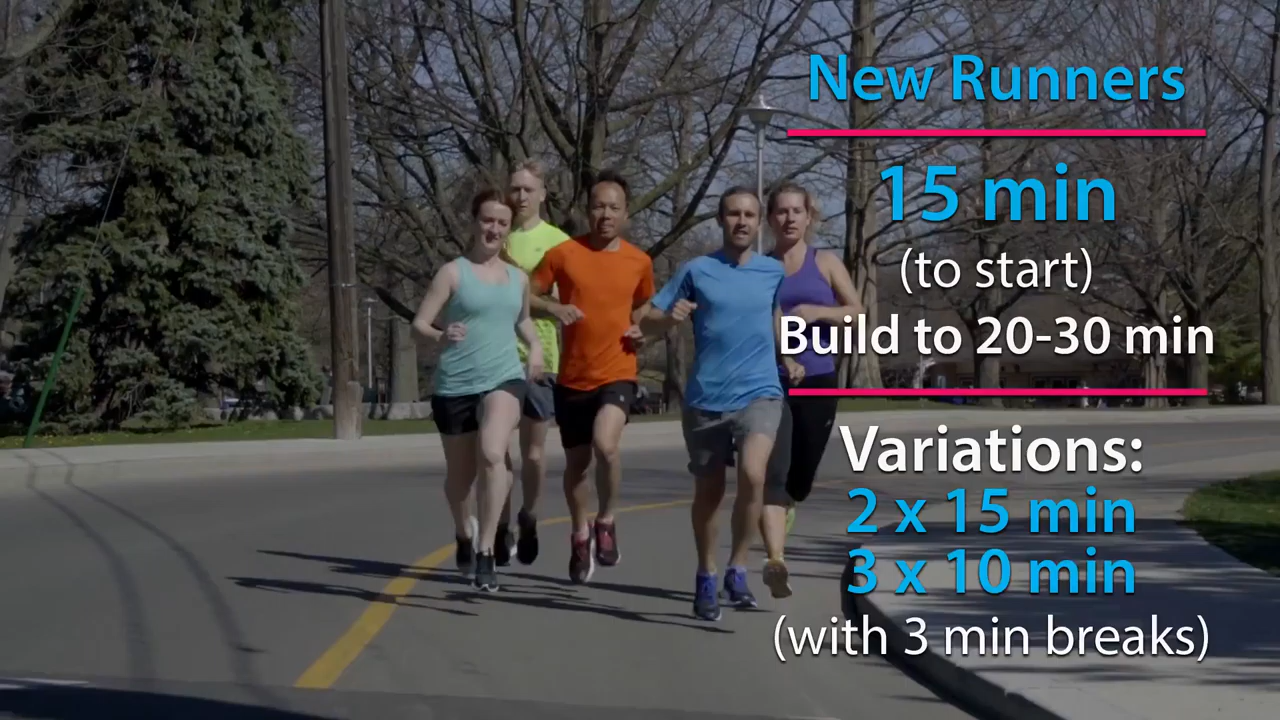 New Runners
15 min
(to start)
Build to 20-30 min
Variations:
2 x 15 min
3 x 10 min
(with 3 min breaks)